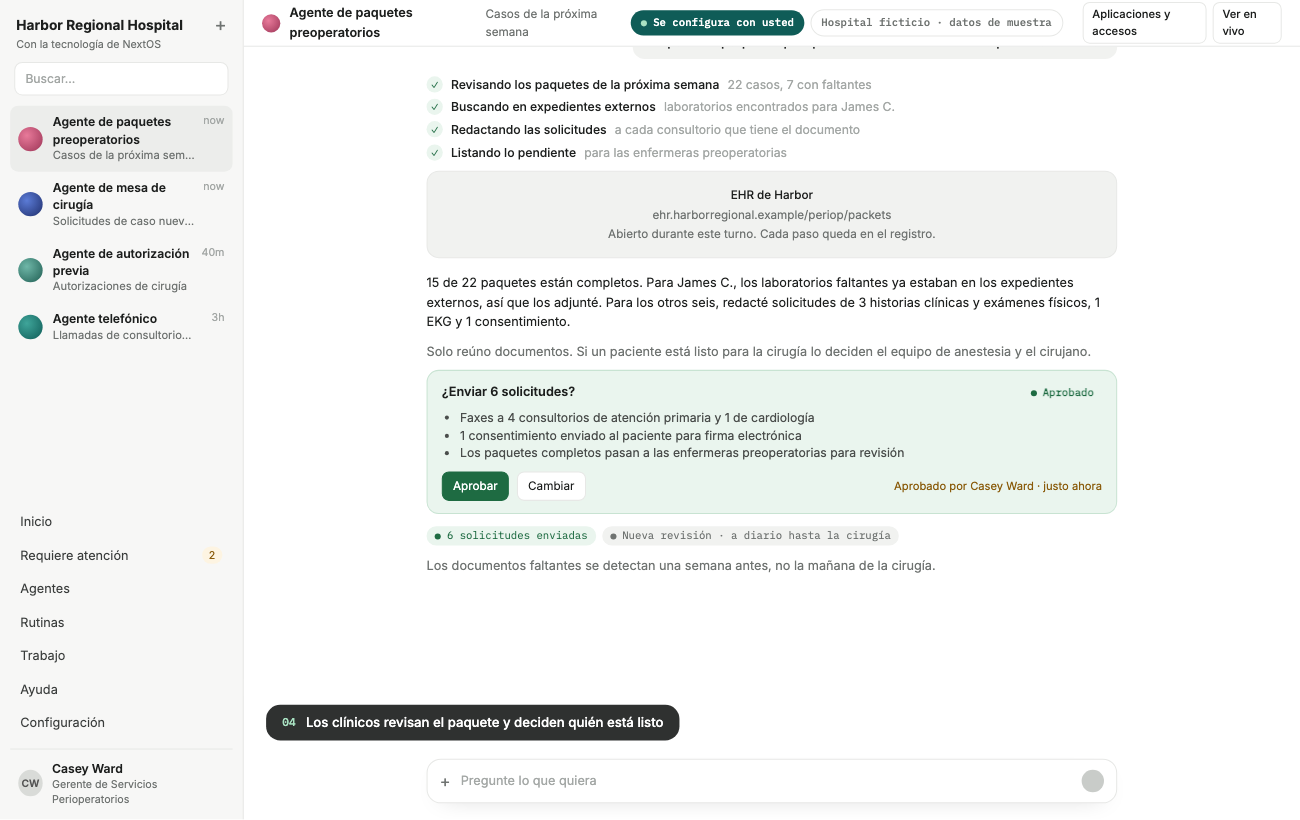 Harbor Regional Hospital
+
Con la tecnología de NextOS
Buscar...
Agente de paquetes preoperatorios
now
Casos de la próxima sem...
Agente de mesa de cirugía
now
Solicitudes de caso nuev...
Agente de autorización previa
40m
Autorizaciones de cirugía
Agente telefónico
3h
Llamadas de consultorio...
Inicio
Requiere atención
2
Agentes
Rutinas
Trabajo
Ayuda
Configuración
CW
Casey Ward
Gerente de Servicios
Perioperatorios
Agente de paquetes
preoperatorios
Casos de la próxima
semana
Se configura con usted
Hospital ficticio · datos de muestra
Aplicaciones y
accesos
Ver en
vivo
Revisando los paquetes de la próxima semana 22 casos, 7 con faltantes
Buscando en expedientes externos laboratorios encontrados para James C.
Redactando las solicitudes a cada consultorio que tiene el documento
Listando lo pendiente para las enfermeras preoperatorias
EHR de Harbor
ehr.harborregional.example/periop/packets
Abierto durante este turno. Cada paso queda en el registro.
15 de 22 paquetes están completos. Para James C., los laboratorios faltantes ya estaban en los expedientes
externos, así que los adjunté. Para los otros seis, redacté solicitudes de 3 historias clínicas y exámenes físicos, 1
EKG y 1 consentimiento.
Solo reúno documentos. Si un paciente está listo para la cirugía lo deciden el equipo de anestesia y el cirujano.
¿Enviar 6 solicitudes?
Aprobado
• Faxes a 4 consultorios de atención primaria y 1 de cardiología
• 1 consentimiento enviado al paciente para firma electrónica
• Los paquetes completos pasan a las enfermeras preoperatorias para revisión
Aprobar
Cambiar
Aprobado por Casey Ward · justo ahora
6 solicitudes enviadas
Nueva revisión · a diario hasta la cirugía
Los documentos faltantes se detectan una semana antes, no la mañana de la cirugía.
04 Los clínicos revisan el paquete y deciden quién está listo
+ Pregunte lo que quiera